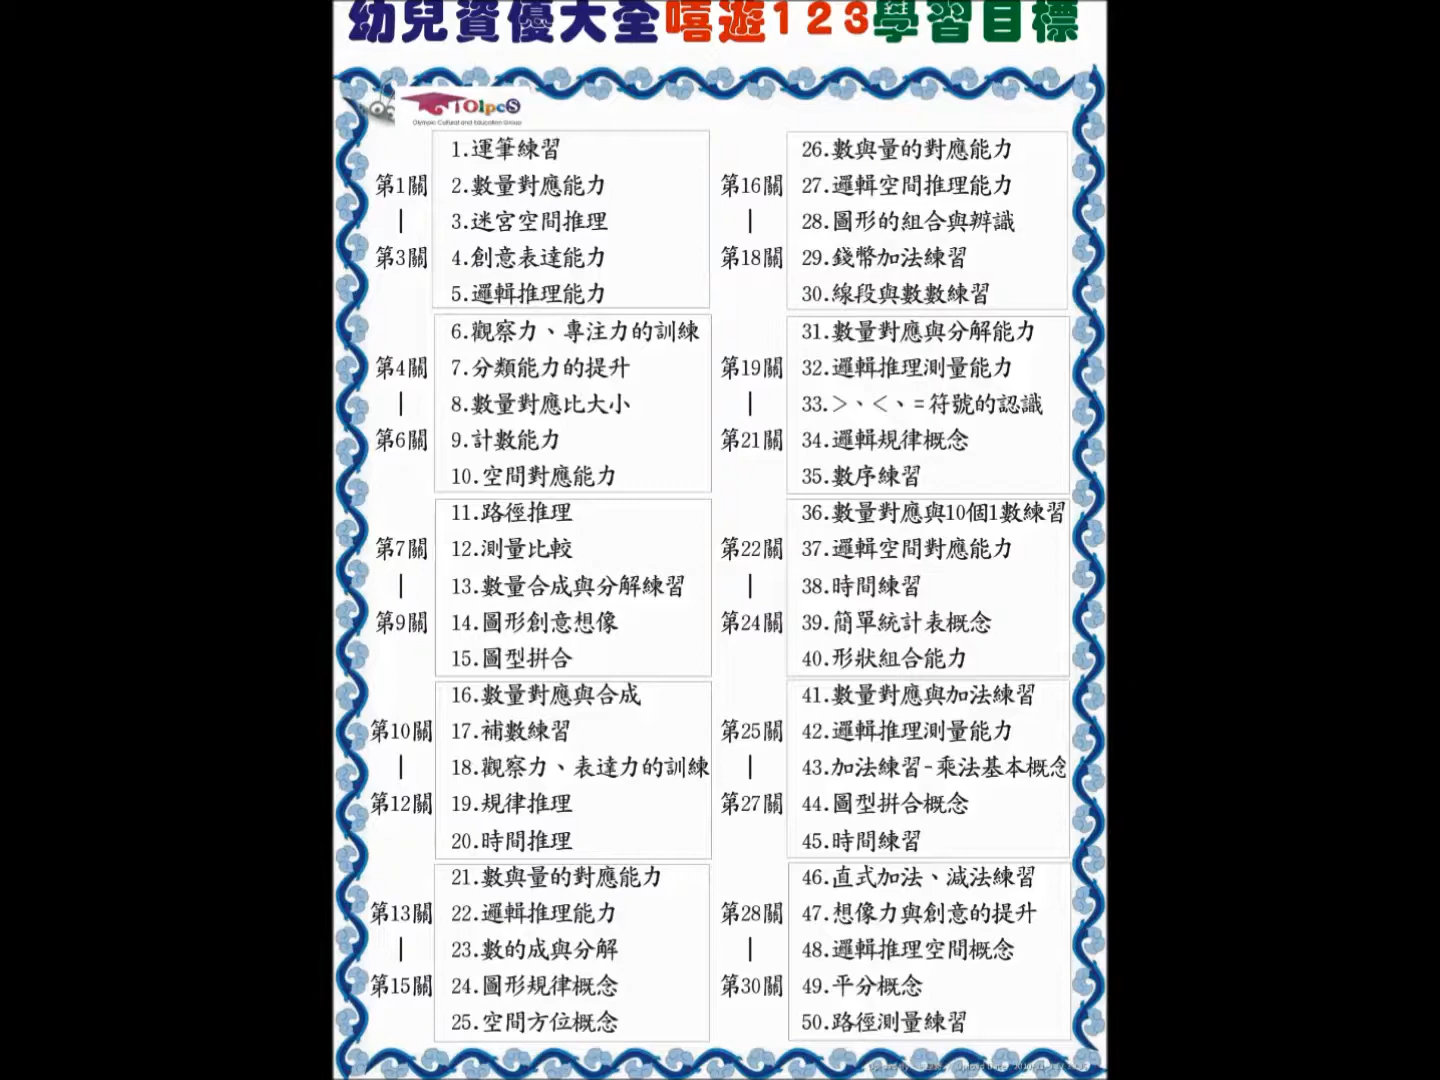 幼兒資優大全嘻遊123學習目標
TOlpcS
Olympic Cultural and Education Group
第1關
|
第3關
1.運筆練習
2.數量對應能力
3.迷宮空間推理
4.創意表達能力
5.邏輯推理能力
第4關
|
第6關
6.觀察力、專注力的訓練
7.分類能力的提升
8.數量對應比大小
9.計數能力
10.空間對應能力
第7關
|
第9關
11.路徑推理
12.測量比較
13.數量合成與分解練習
14.圖形創意想像
15.圖型拼合
第10關
|
第12關
16.數量對應與合成
17.補數練習
18.觀察力、表達力的訓練
19.規律推理
20.時間推理
第13關
|
第15關
21.數與量的對應能力
22.邏輯推理能力
23.數的成與分解
24.圖形規律概念
25.空間方位概念
第16關
|
第18關
26.數與量的對應能力
27.邏輯空間推理能力
28.圖形的組合與辨識
29.錢幣加法練習
30.線段與數數練習
第19關
|
第21關
31.數量對應與分解能力
32.邏輯推理測量能力
33.>、<、=符號的認識
34.邏輯規律概念
35.數序練習
第22關
|
第24關
36.數量對應與10個1數練習
37.邏輯空間對應能力
38.時間練習
39.簡單統計表概念
40.形狀組合能力
第25關
|
第27關
41.數量對應與加法練習
42.邏輯推理測量能力
43.加法練習-乘法基本概念
44.圖型拼合概念
45.時間練習
第28關
|
第30關
46.直式加法、減法練習
47.想像力與創意的提升
48.邏輯推理空間概念
49.平分概念
50.路徑測量練習